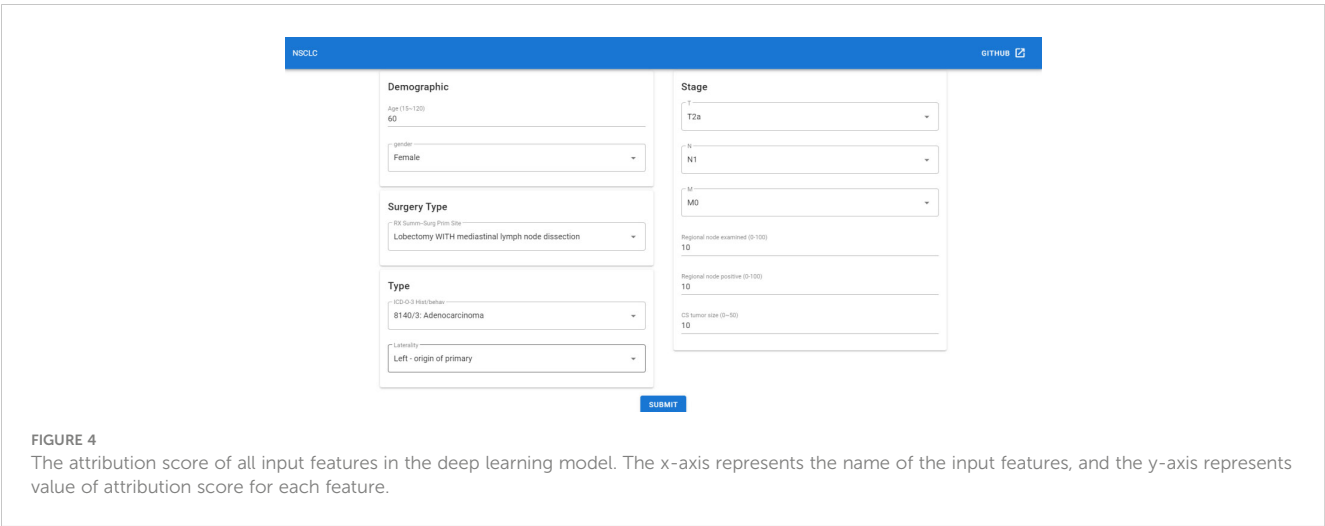 NSCLC
GITHUB
Demographic
Age (15~120)
60
gender
Female
Surgery Type
RX Summ--Surg Prim Site
Lobectomy WITH mediastinal lymph node dissection
Type
ICD-O-3 Hist/behav
8140/3: Adenocarcinoma
Laterality
Left - origin of primary
Stage
T
T2a
N
N1
M
M0
Regional node examined (0-100)
10
Regional node positive (0-100)
10
CS tumor size (0~50)
10
SUBMIT
FIGURE 4
The attribution score of all input features in the deep learning model. The x-axis represents the name of the input features, and the y-axis represents
value of attribution score for each feature.